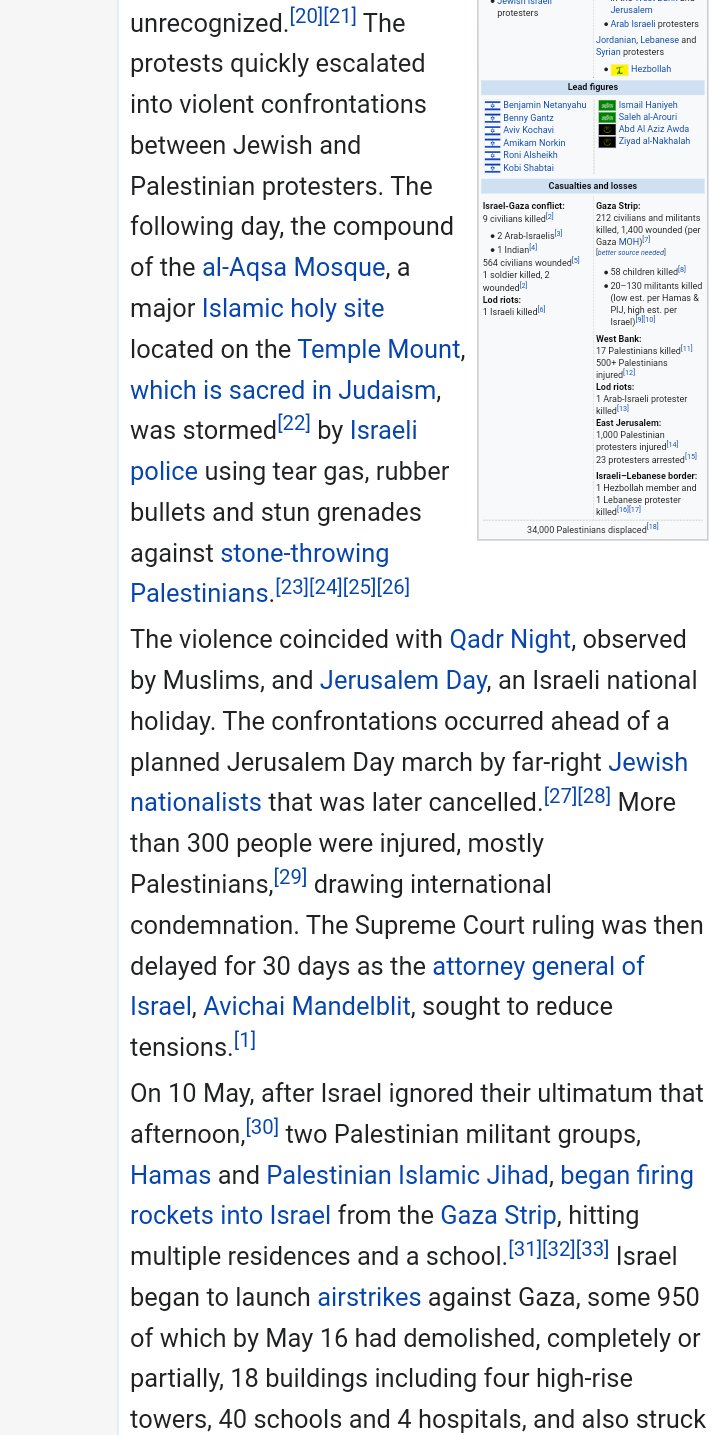 unrecognized.[20][21] The
protests quickly escalated
into violent confrontations
between Jewish and
Palestinian protesters. The
following day, the compound
of the al-Aqsa Mosque, a
major Islamic holy site
located on the Temple Mount,
which is sacred in Judaism,
was stormed[22] by Israeli
police using tear gas, rubber
bullets and stun grenades
against stone-throwing
Palestinians.[23][24][25][26]
protesters
Jerusalem
• Arab Israeli protesters
Jordanian, Lebanese and
Syrian protesters
• Hezbollah
Lead figures
Benjamin Netanyahu
Benny Gantz
Aviv Kochavi
Amikam Norkin
Roni Alsheikh
Kobi Shabtai
Ismail Haniyeh
Saleh al-Arouri
Abd Al Aziz Awda
Ziyad al-Nakhalah
Casualties and losses
Israel-Gaza conflict:
9 civilians killed[2]
• 2 Arab-Israelis[3]
• 1 Indian[4]
564 civilians wounded[5]
1 soldier killed, 2
wounded[2]
Lod riots:
1 Israeli killed[6]
Gaza Strip:
212 civilians and militants
killed, 1,400 wounded (per
Gaza MOH)[7]
[better source needed]
• 58 children killed[8]
• 20–130 militants killed
(low est. per Hamas &
PIJ, high est. per
Israel)[9][10]
West Bank:
17 Palestinians killed[11]
500+ Palestinians
injured[12]
Lod riots:
1 Arab-Israeli protester
killed[13]
East Jerusalem:
1,000 Palestinian
protesters injured[14]
23 protesters arrested[15]
Israeli–Lebanese border:
1 Hezbollah member and
1 Lebanese protester
killed[16][17]
34,000 Palestinians displaced[18]
The violence coincided with Qadr Night, observed
by Muslims, and Jerusalem Day, an Israeli national
holiday. The confrontations occurred ahead of a
planned Jerusalem Day march by far-right Jewish
nationalists that was later cancelled.[27][28] More
than 300 people were injured, mostly
Palestinians,[29] drawing international
condemnation. The Supreme Court ruling was then
delayed for 30 days as the attorney general of
Israel, Avichai Mandelblit, sought to reduce
tensions.[1]
On 10 May, after Israel ignored their ultimatum that
afternoon,[30] two Palestinian militant groups,
Hamas and Palestinian Islamic Jihad, began firing
rockets into Israel from the Gaza Strip, hitting
multiple residences and a school.[31][32][33] Israel
began to launch airstrikes against Gaza, some 950
of which by May 16 had demolished, completely or
partially, 18 buildings including four high-rise
towers, 40 schools and 4 hospitals, and also struck